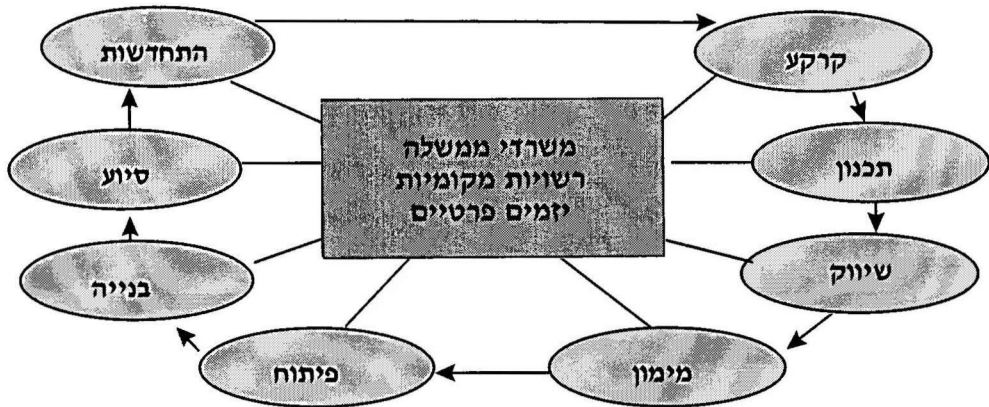 התחדשות
קרקע
משרדי ממשלה
רשויות מקומיות
יזמים פרטיים
סיוע
תכנון
בנייה
שיווק
פיתוח
מימון